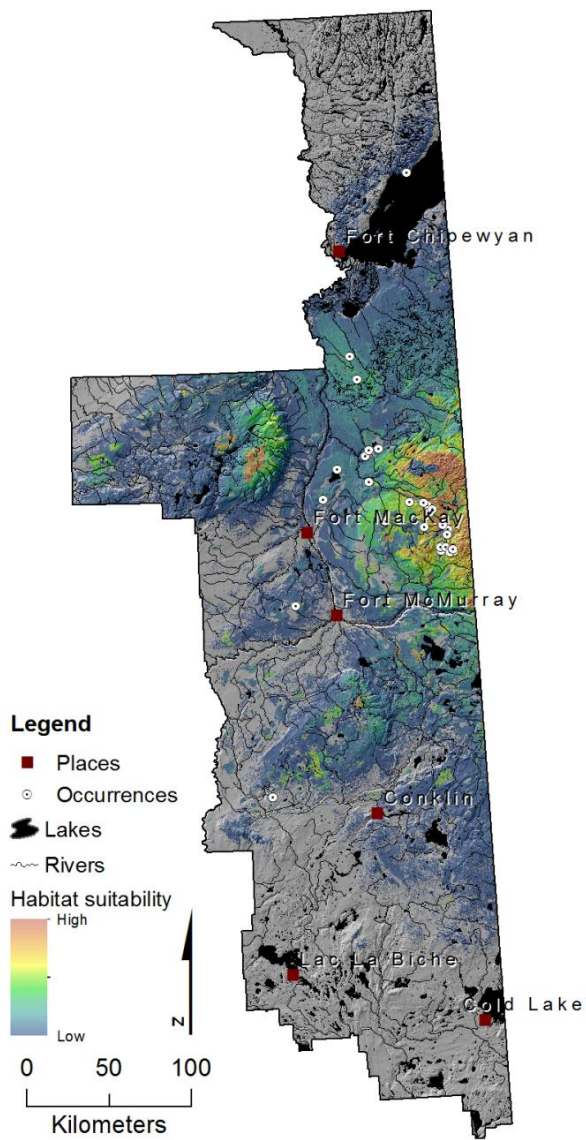 Fort Chipewyan
Fort MacKay
Fort McMurray
Legend
Places
Occurrences
Lakes
Rivers
Habitat suitability
High
Low
Conklin
Lac La Biche
Cold Lake
N
0 50 100
Kilometers